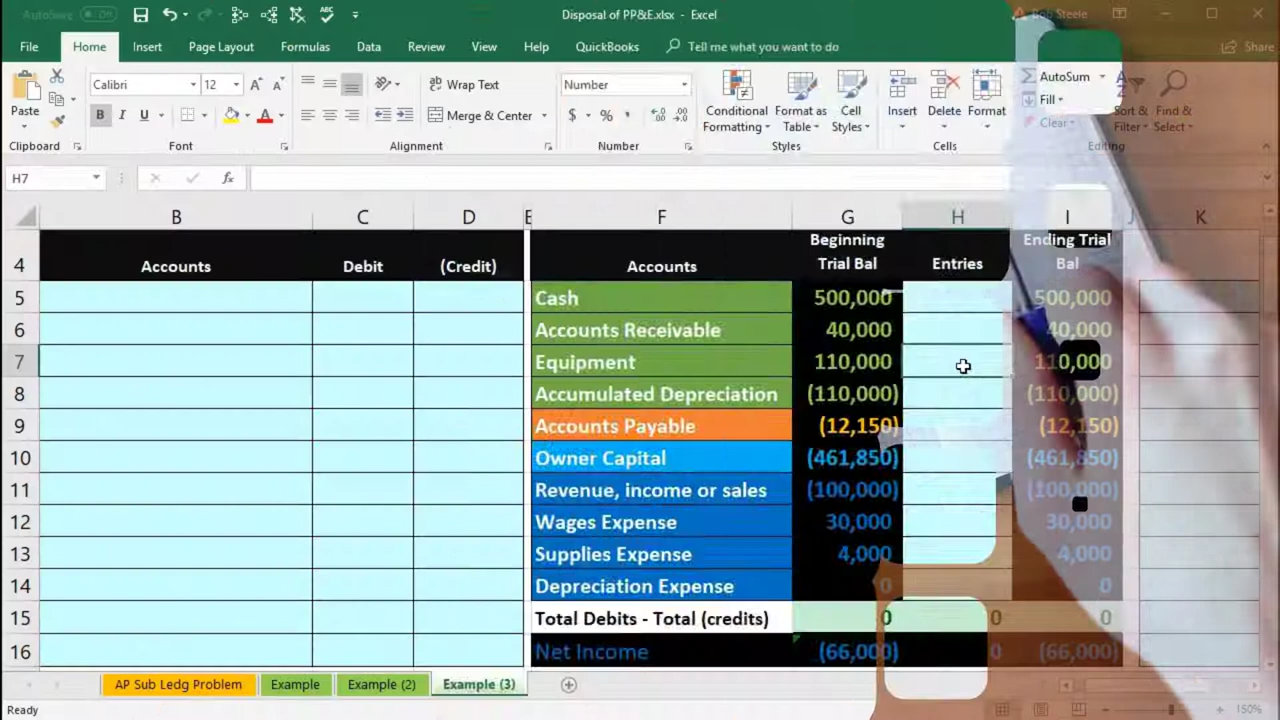 AutoSave Off
Disposal of PP&E.xlsx - Excel
Bob Steele
File Home Insert Page Layout Formulas Data Review View Help QuickBooks Tell me what you want to do Share
Calibri 12 Wrap Text Number AutoSum
Paste B I U Merge & Center $ % Conditional Formatting Format as Table Cell Styles Insert Delete Format Fill Clear Sort & Filter Find & Select
Clipboard Font Alignment Number Styles Cells Editing
H7 fx
B C D E F G H I J K
4 Accounts Debit (Credit) Accounts Beginning Trial Bal Entries Ending Trial Bal
5 Cash 500,000 500,000
6 Accounts Receivable 40,000 40,000
7 Equipment 110,000 110,000
8 Accumulated Depreciation (110,000) (110,000)
9 Accounts Payable (12,150) (12,150)
10 Owner Capital (461,850) (461,850)
11 Revenue, income or sales (100,000) (100,000)
12 Wages Expense 30,000 30,000
13 Supplies Expense 4,000 4,000
14 Depreciation Expense 0 0
15 Total Debits - Total (credits) 0 0 0
16 Net Income (66,000) 0 (66,000)
AP Sub Ledg Problem Example Example (2) Example (3)
Ready 150%